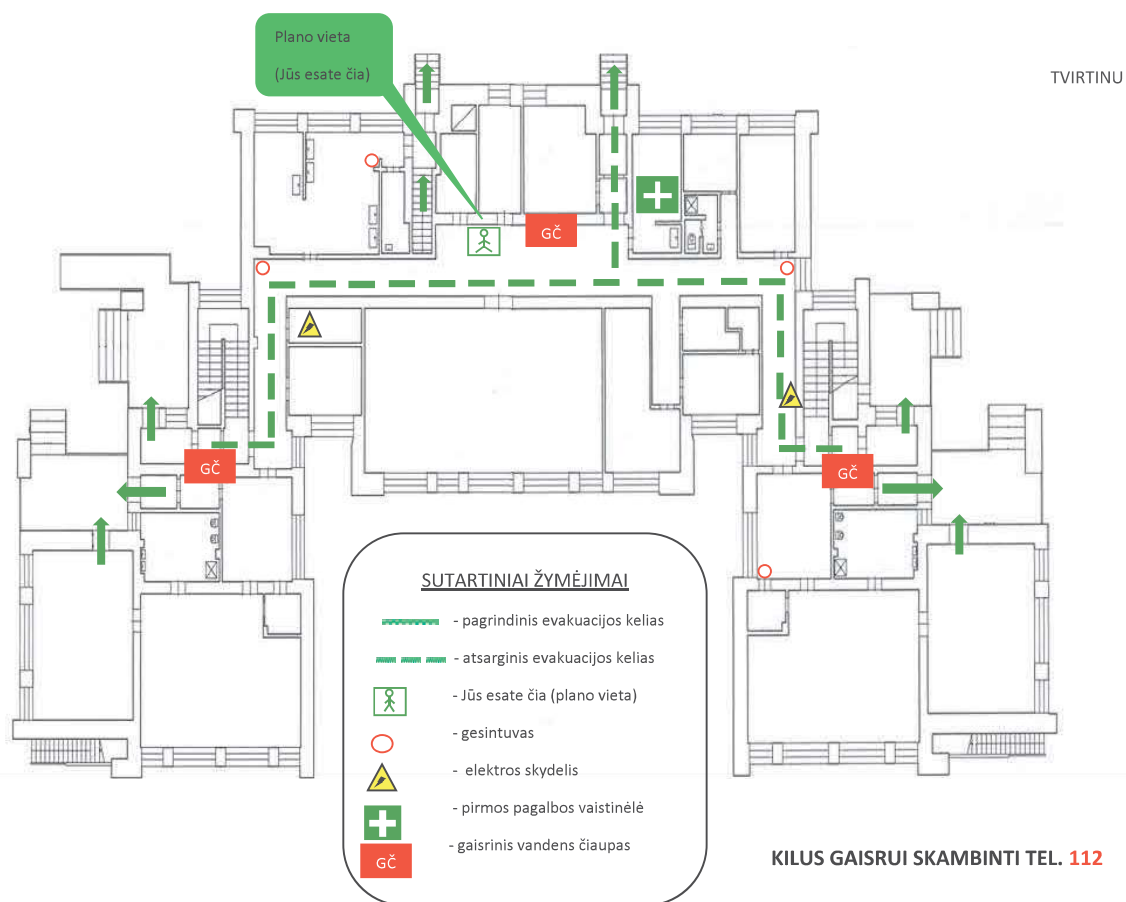 Plano vieta
(Jūs esate čia)
TVIRTINU
GČ
GČ
GČ
SUTARTINIAI ŽYMĖJIMAI
- pagrindinis evakuacijos kelias
- atsarginis evakuacijos kelias
- Jūs esate čia (plano vieta)
- gesintuvas
- elektros skydelis
- pirmos pagalbos vaistinėlė
GČ - gaisrinis vandens čiaupas
KILUS GAISRUI SKAMBINTI TEL. 112